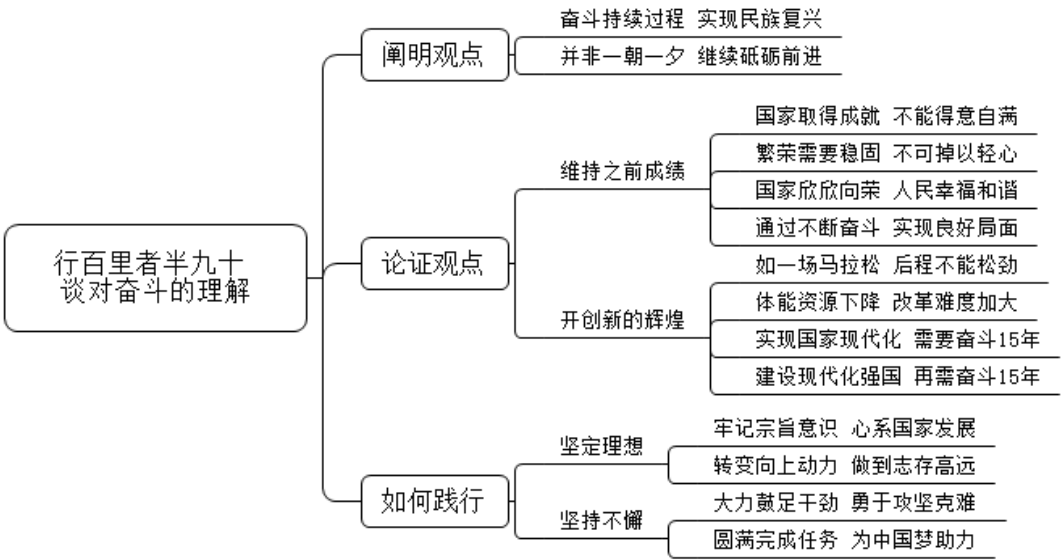 行百里者半九十
谈对奋斗的理解
阐明观点
奋斗持续过程 实现民族复兴
并非一朝一夕 继续砥砺前进
论证观点
维持之前成绩
国家取得成就 不能得意自满
繁荣需要稳固 不可掉以轻心
国家欣欣向荣 人民幸福和谐
通过不断奋斗 实现良好局面
开创新的辉煌
如一场马拉松 后程不能松劲
体能资源下降 改革难度加大
实现国家现代化 需要奋斗15年
建设现代化强国 再需奋斗15年
如何践行
坚定理想
牢记宗旨意识 心系国家发展
转变向上动力 做到志存高远
坚持不懈
大力鼓足干劲 勇于攻坚克难
圆满完成任务 为中国梦助力